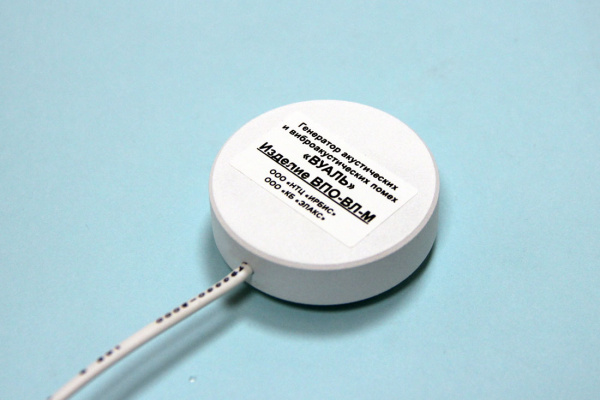 Генератор акустических
и виброакустических помех
«ВУАЛЬ»
Изделие ВПО-ВЛ-М
ООО «НТЦ «ИРБИС»
ООО «КБ «ЭЛАКС»